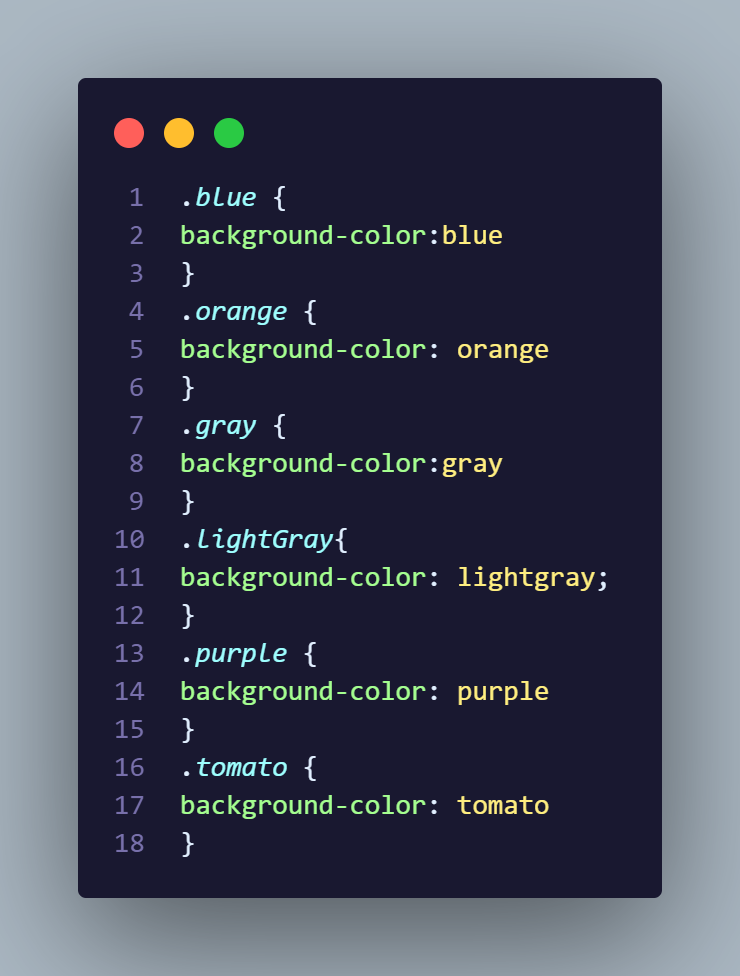 1 .blue {
2 background-color:blue
3 }
4 .orange {
5 background-color: orange
6 }
7 .gray {
8 background-color:gray
9 }
10 .lightGray{
11 background-color: lightgray;
12 }
13 .purple {
14 background-color: purple
15 }
16 .tomato {
17 background-color: tomato
18 }